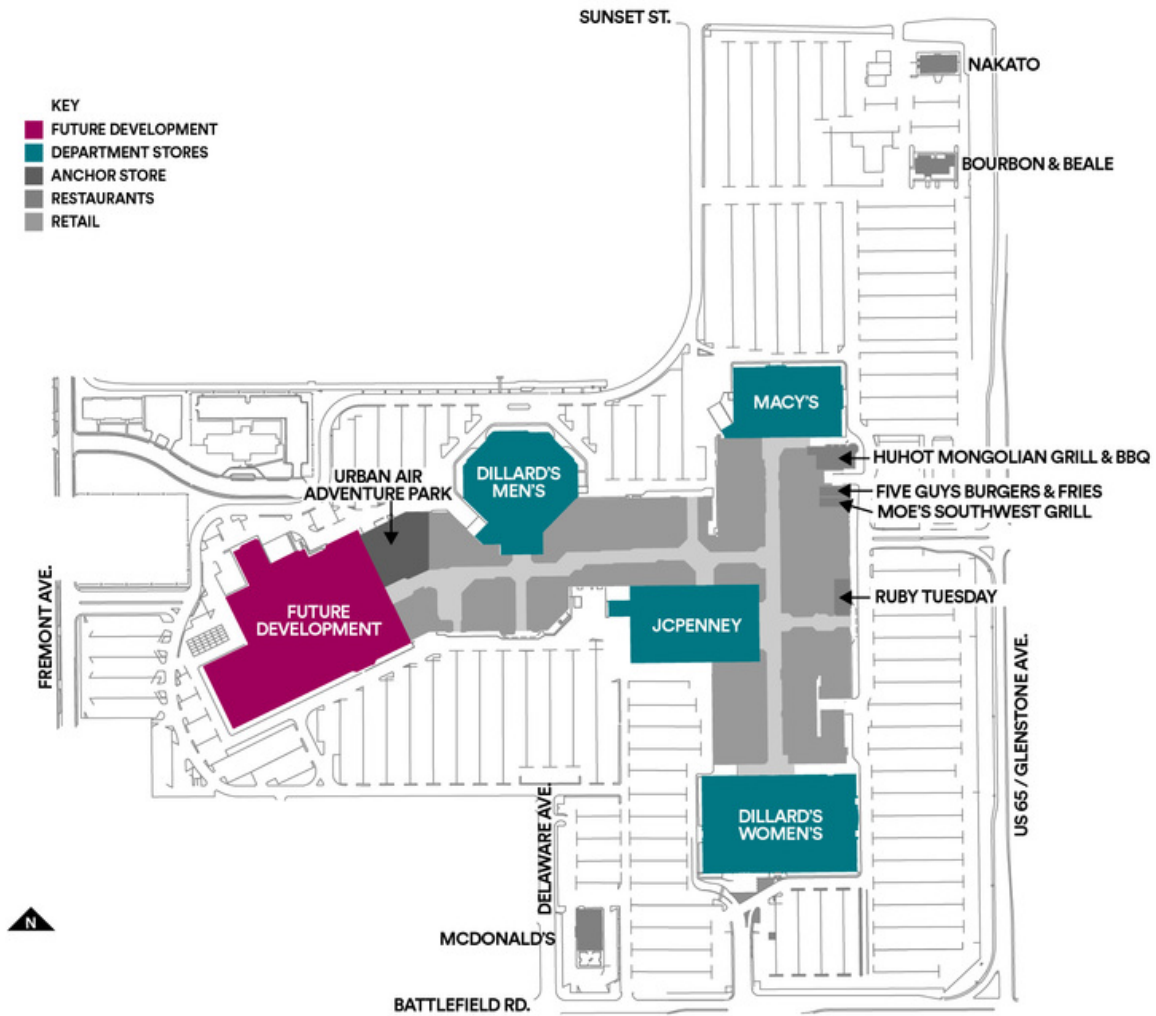 SUNSET ST.
NAKATO
KEY
FUTURE DEVELOPMENT
DEPARTMENT STORES
ANCHOR STORE
RESTAURANTS
RETAIL
BOURBON & BEALE
MACY'S
HUHOT MONGOLIAN GRILL & BBQ
URBAN AIR
ADVENTURE PARK
DILLARD'S
MEN'S
FIVE GUYS BURGERS & FRIES
MOE'S SOUTHWEST GRILL
FREMONT AVE.
FUTURE
DEVELOPMENT
JCPENNEY
RUBY TUESDAY
US 65 / GLENSTONE AVE.
DILLARD'S
WOMEN'S
DELAWARE AVE.
N
MCDONALD'S
BATTLEFIELD RD.